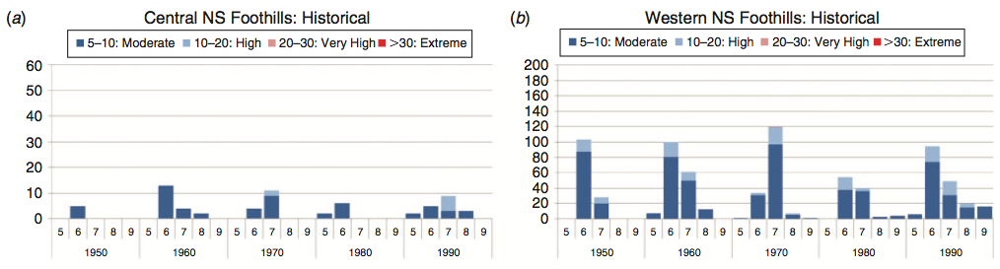 (a) Central NS Foothills: Historical
5–10: Moderate 10–20: High 20–30: Very High >30: Extreme
60
50
40
30
20
10
0
5 6 7 8 9 5 6 7 8 9 5 6 7 8 9 5 6 7 8 9 5 6 7 8 9
1950 1960 1970 1980 1990
(b) Western NS Foothills: Historical
5–10: Moderate 10–20: High 20–30: Very High >30: Extreme
200
180
160
140
120
100
80
60
40
20
0
5 6 7 8 9 5 6 7 8 9 5 6 7 8 9 5 6 7 8 9 5 6 7 8 9
1950 1960 1970 1980 1990